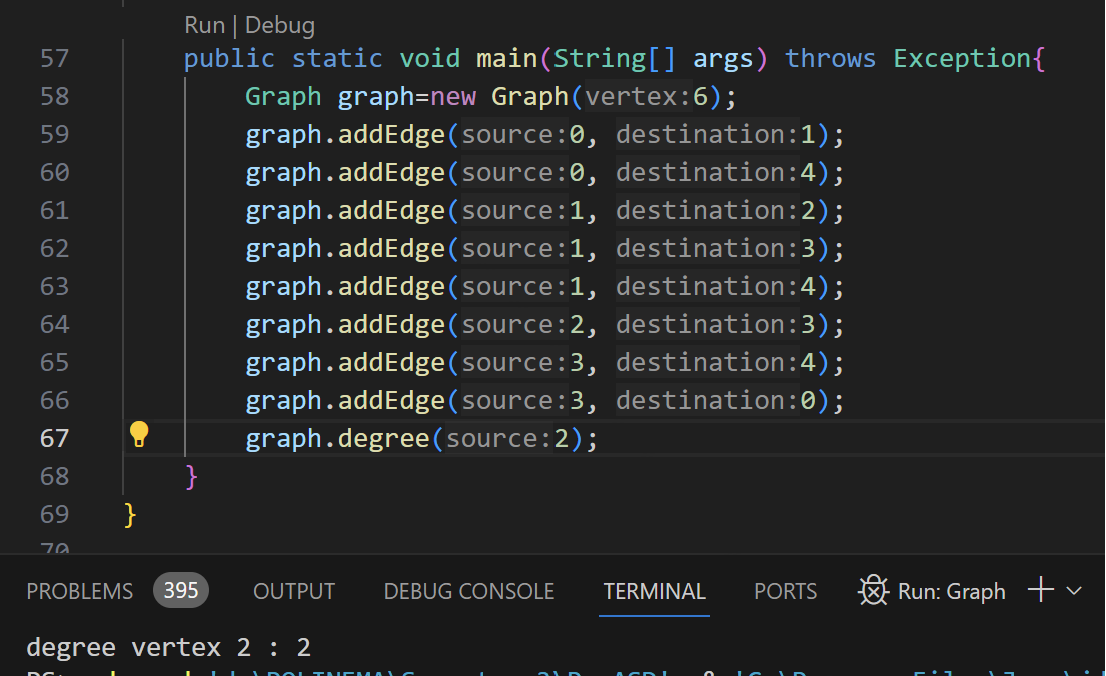 Run | Debug
57 public static void main(String[] args) throws Exception{
58 Graph graph=new Graph(vertex:6);
59 graph.addEdge(source:0, destination:1);
60 graph.addEdge(source:0, destination:4);
61 graph.addEdge(source:1, destination:2);
62 graph.addEdge(source:1, destination:3);
63 graph.addEdge(source:1, destination:4);
64 graph.addEdge(source:2, destination:3);
65 graph.addEdge(source:3, destination:4);
66 graph.addEdge(source:3, destination:0);
67 graph.degree(source:2);
68 }
69 }
70
PROBLEMS 395 OUTPUT DEBUG CONSOLE TERMINAL PORTS Run: Graph
degree vertex 2 : 2